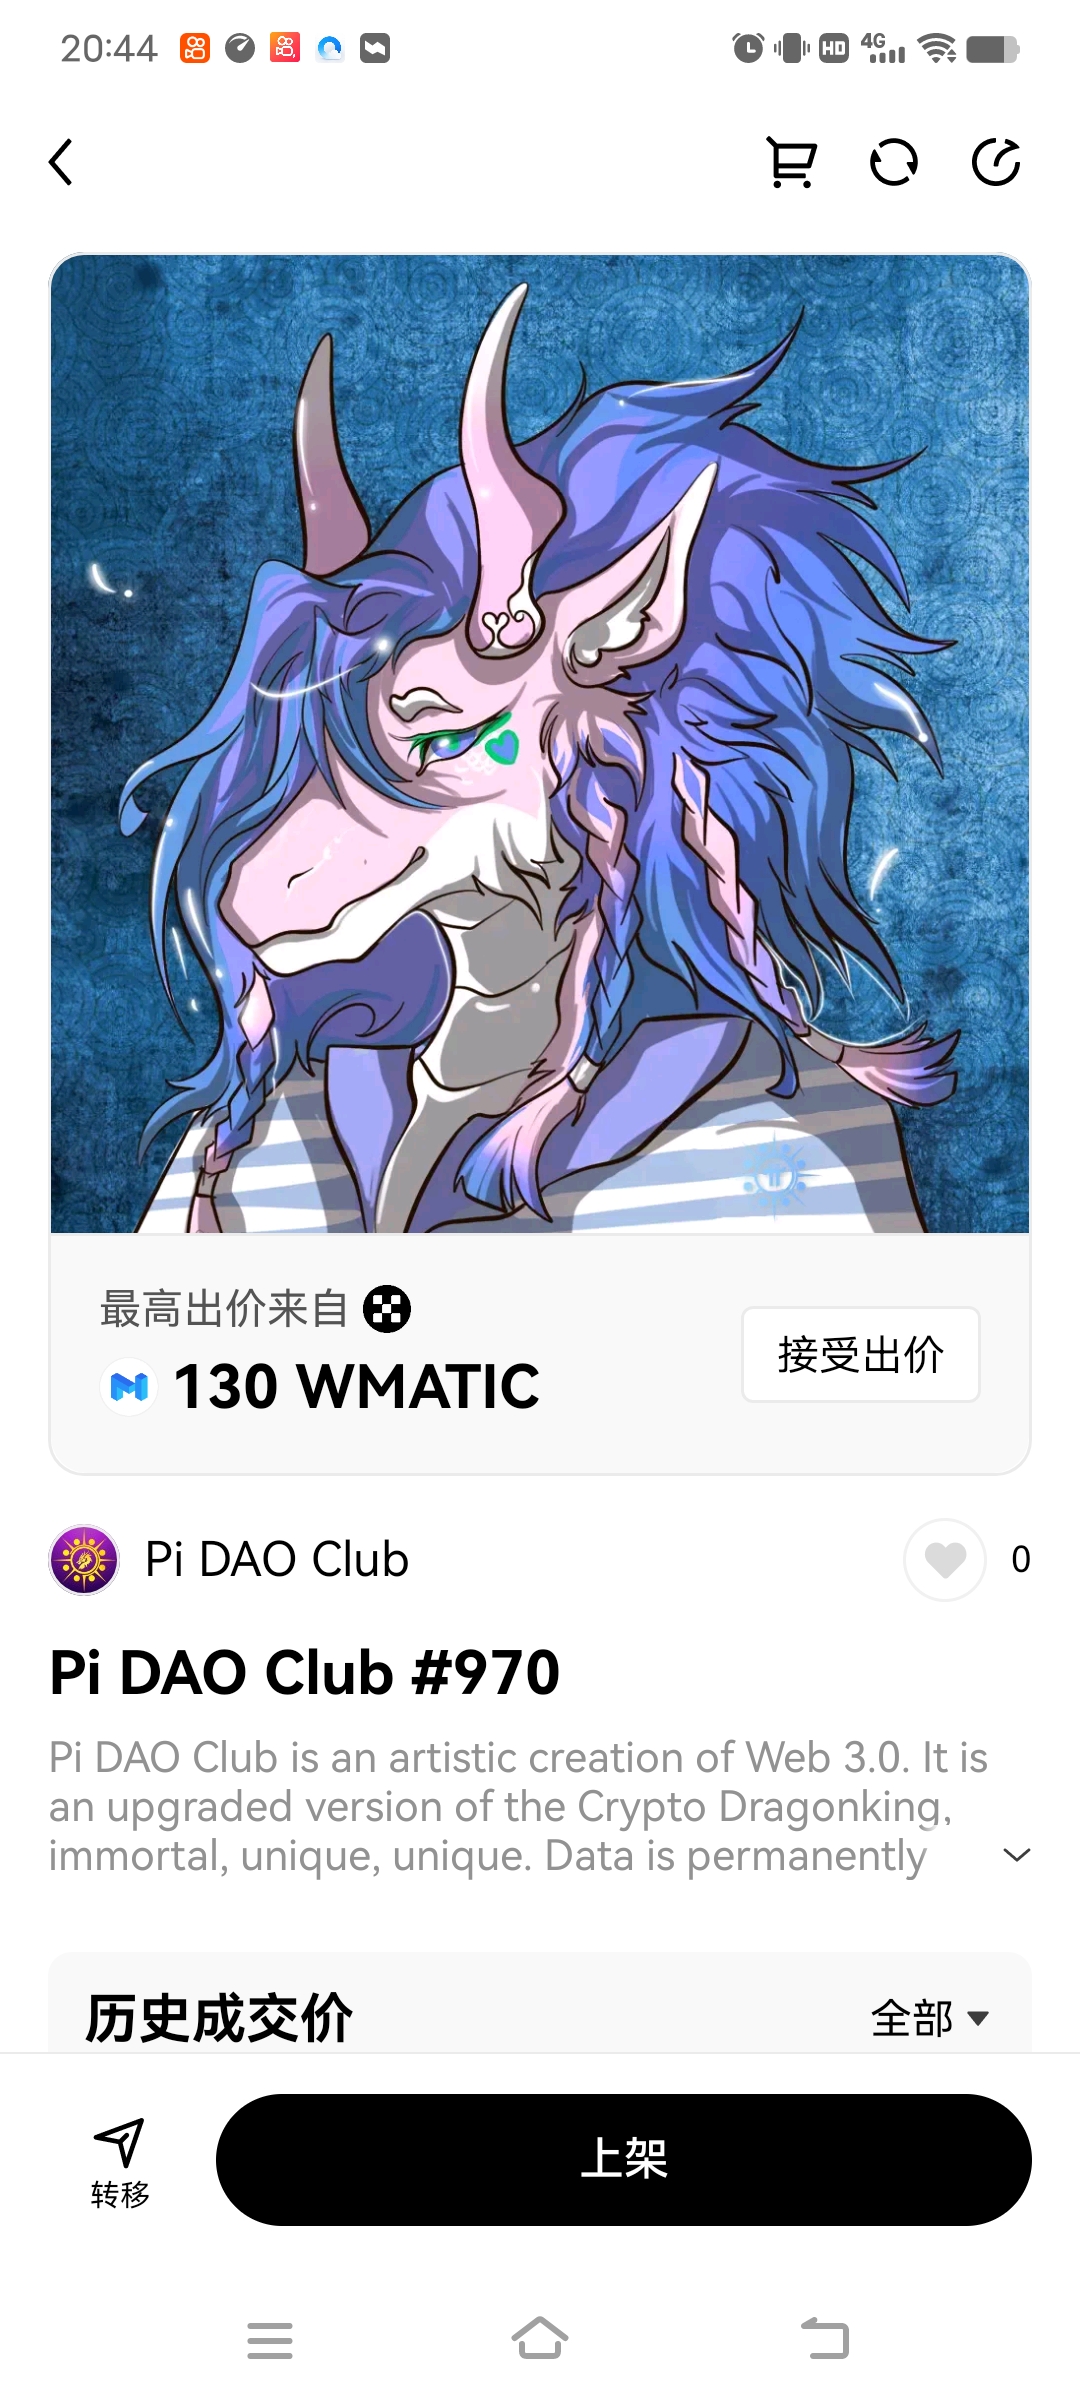 20:44
HD 4G
最高出价来自
130 WMATIC
接受出价
Pi DAO Club
0
Pi DAO Club #970
Pi DAO Club is an artistic creation of Web 3.0. It is
an upgraded version of the Crypto Dragonking,
immortal, unique, unique. Data is permanently
历史成交价
全部
转移
上架